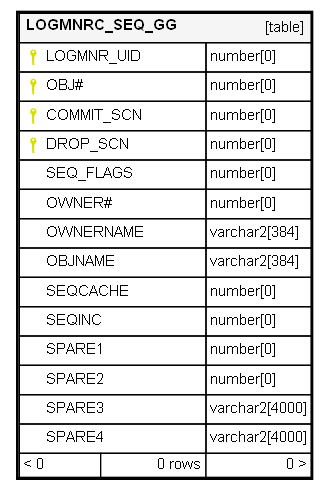 LOGMNRC_SEQ_GG [table]
LOGMNR_UID number[0]
OBJ# number[0]
COMMIT_SCN number[0]
DROP_SCN number[0]
SEQ_FLAGS number[0]
OWNER# number[0]
OWNERNAME varchar2[384]
OBJNAME varchar2[384]
SEQCACHE number[0]
SEQINC number[0]
SPARE1 number[0]
SPARE2 number[0]
SPARE3 varchar2[4000]
SPARE4 varchar2[4000]
< 0 0 rows 0 >